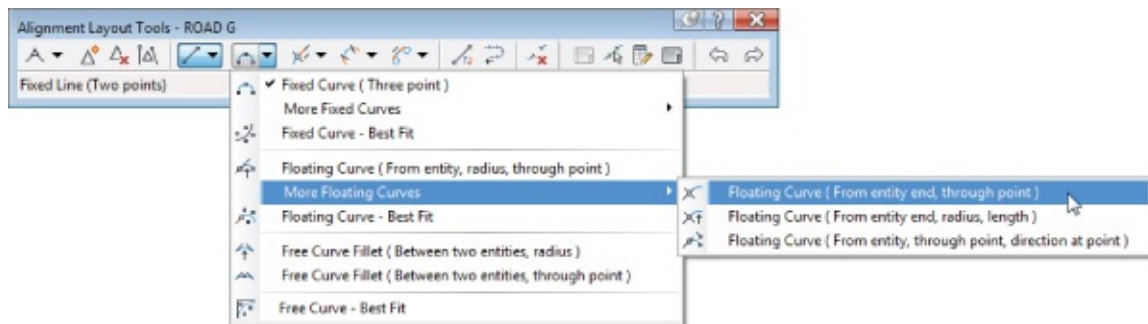 Alignment Layout Tools - ROAD G
Fixed Line (Two points)
Fixed Curve ( Three point )
More Fixed Curves
Fixed Curve - Best Fit
Floating Curve ( From entity, radius, through point )
More Floating Curves
Floating Curve ( From entity end, through point )
Floating Curve ( From entity end, radius, length )
Floating Curve ( From entity, through point, direction at point )
Floating Curve - Best Fit
Free Curve Fillet ( Between two entities, radius )
Free Curve Fillet ( Between two entities, through point )
Free Curve - Best Fit